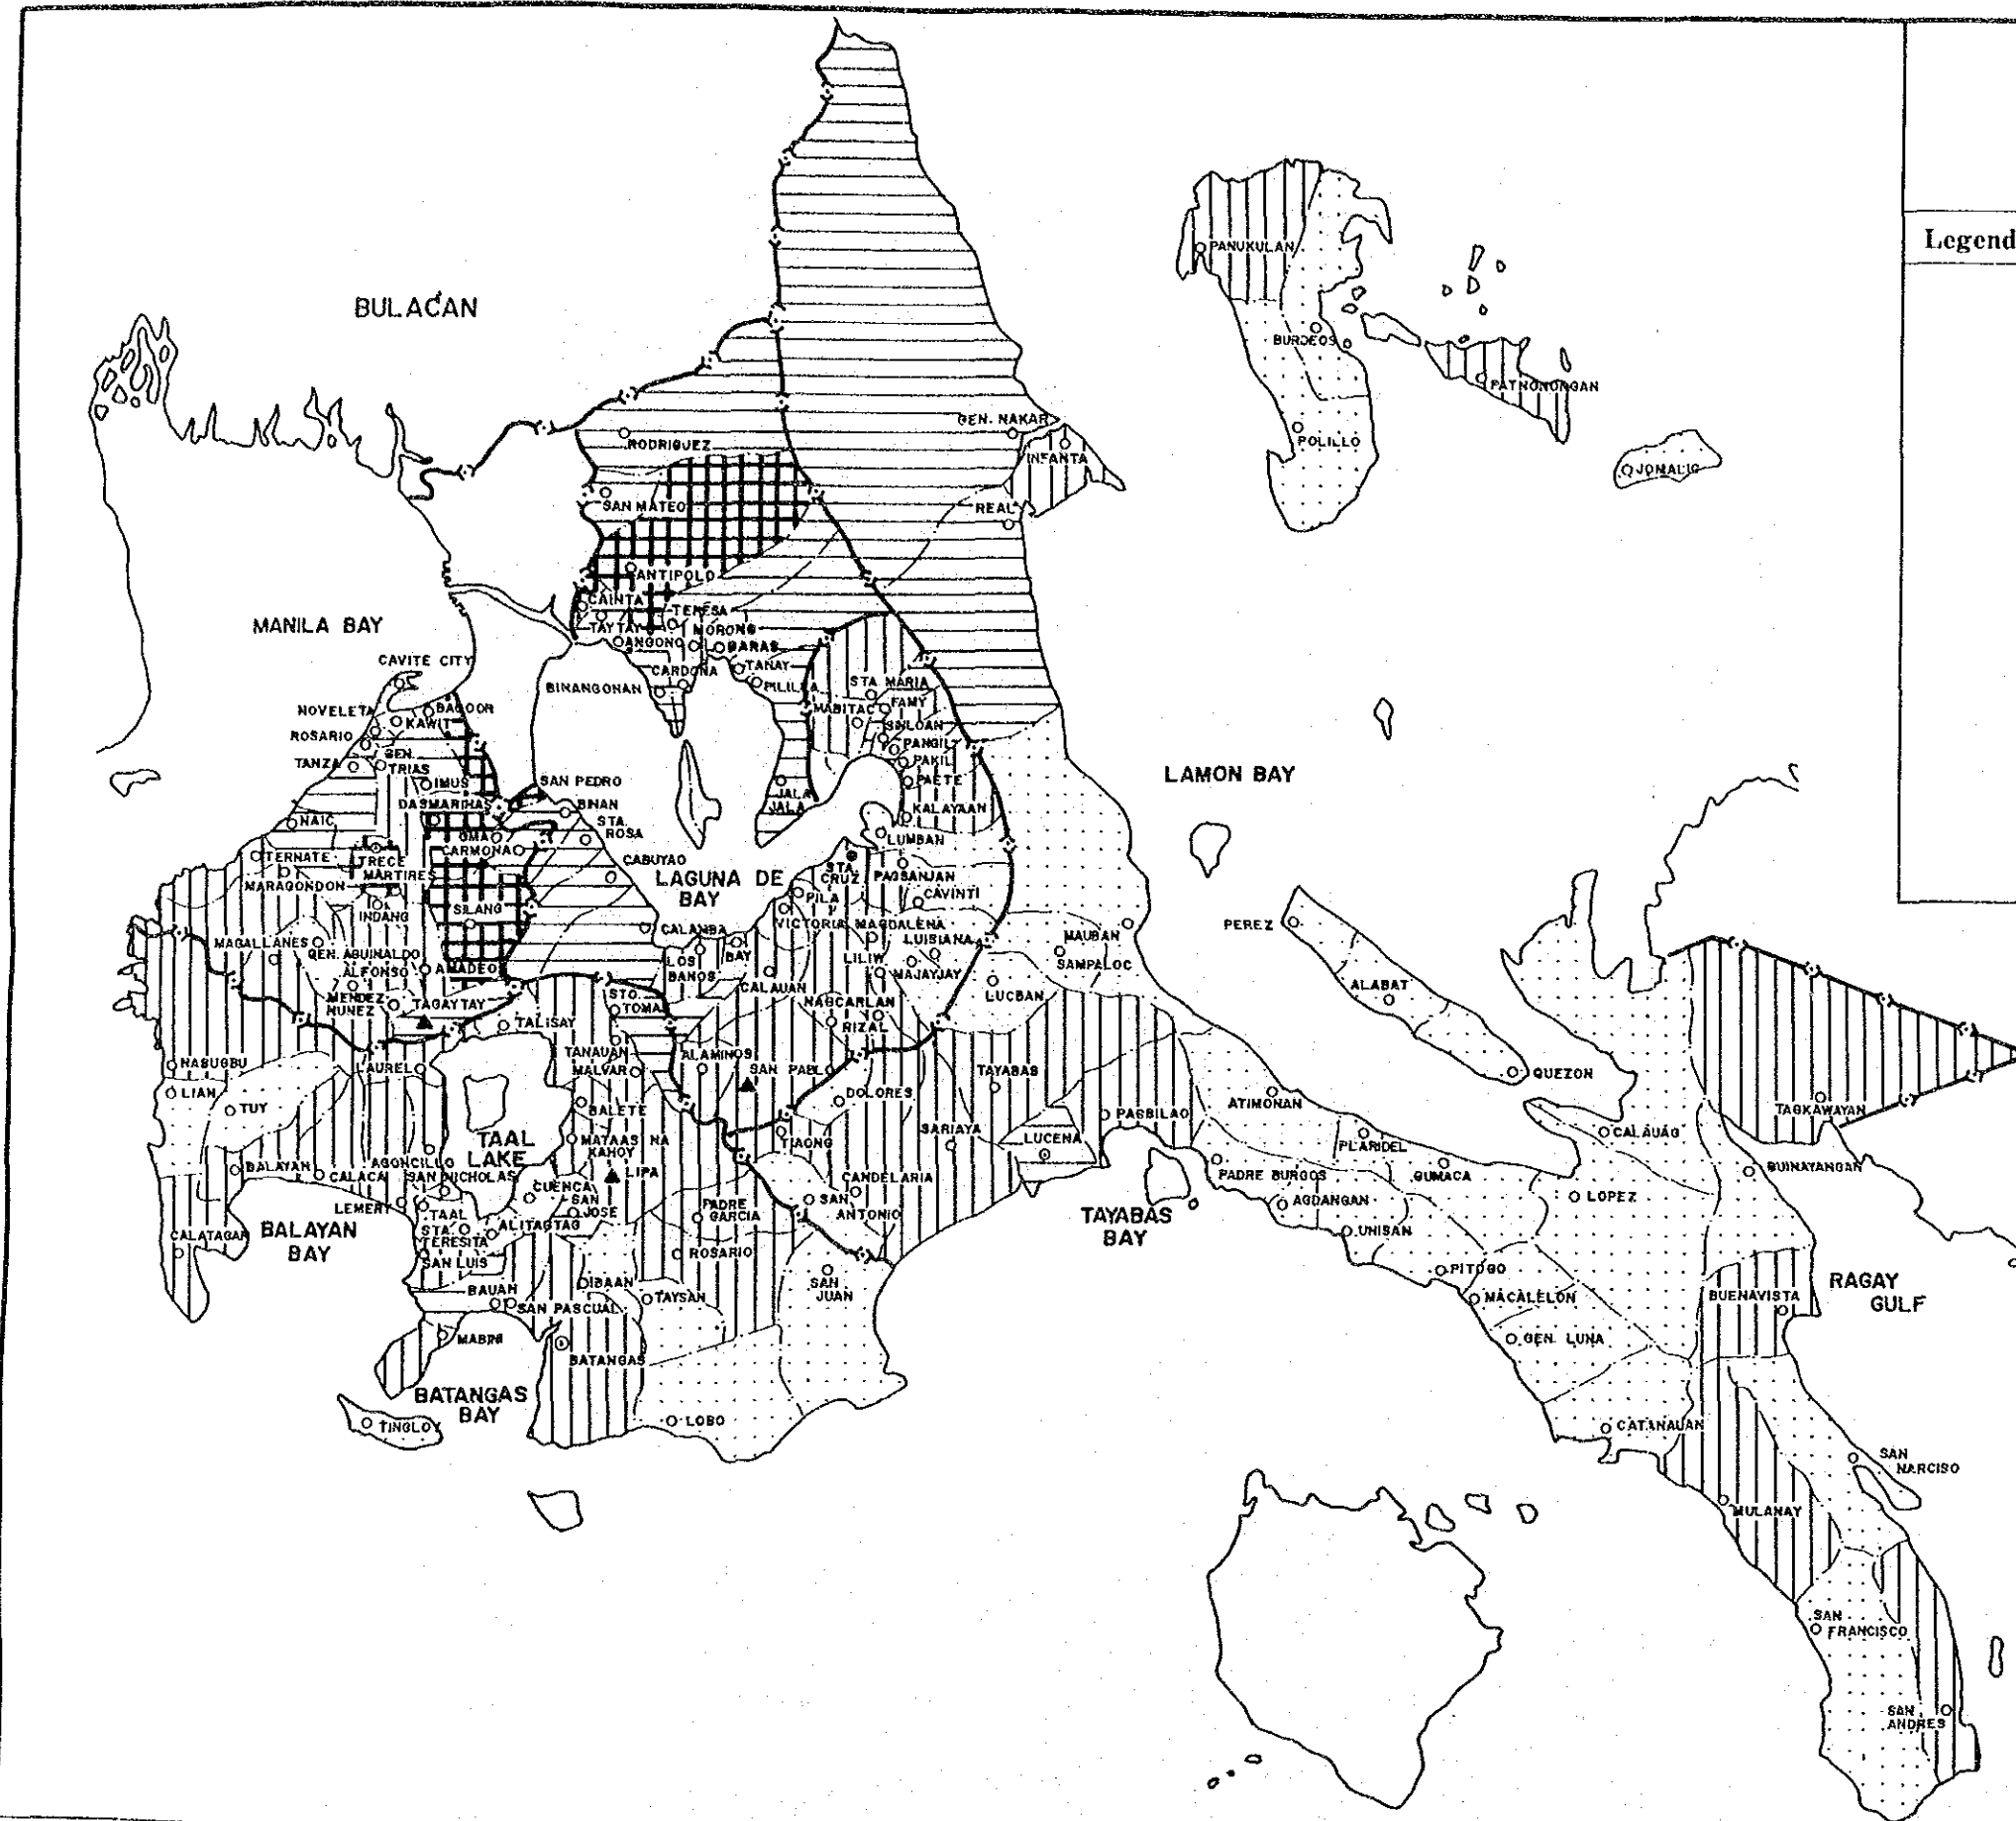 Legend
BULACAN
PANUKULAN
BURDEOS
PATNONONGAN
POLILLO
JOMALIG
GEN. NAKAR
INFANTA
REAL
RODRIGUEZ
SAN MATEO
ANTIPOLO
CAINTA
TERESA
TAYTAY
MORONG
ANGONO
BARAS
CARDONA
TANAY
BINANGONAN
PILILLA
MANILA BAY
CAVITE CITY
NOVELETA
BACOOR
KAWIT
ROSARIO
GEN.
TRIAS
TANZA
IMUS
DASMARINAS
NAIC
GMA
CARMONA
TERNATE
TRECE
MARTIRES
MARAGONDON
INDANG
SILANG
MAGALLANES
GEN. AGUINALDO
ALFONSO
AMADEO
MENDEZ
NUNEZ
TAGAYTAY
STA. MARIA
FAMY
MABITAC
SINLOAN
PANGIL
PAKIL
PAETE
KALAYAAN
JALA
JALA
LUMBAN
SAN PEDRO
BINAN
STA.
ROSA
CABUYAO
LAGUNA DE
BAY
STA.
CRUZ
PAGSANJAN
CAVINTI
PILA
VICTORIA
MAGDALENA
LUISIANA
CALAMBA
LOS
BANOS
BAY
LILIW
MAJAYJAY
CALAUAN
NAGCARLAN
RIZAL
LUCBAN
MAUBAN
SAMPALOC
LAMON BAY
PEREZ
ALABAT
QUEZON
STO.
TOMAS
TALISAY
TANAUAN
MALVAR
ALAMINOS
SAN PABLO
DOLORES
TAYABAS
NASUGBU
LAUREL
LIAN
TUY
BALETE
TAAL
LAKE
MATAAS NA
KAHOY
LIPA
TIAONG
SARIAYA
LUCENA
PAGBILAO
ATIMONAN
PLARIDEL
GUMACA
PADRE BURGOS
AGDANGAN
UNISAN
CALAUAG
TAGKAWAYAN
GUINAYANGAN
LOPEZ
BALAYAN
CALACA
AGONCILLO
SAN NICHOLAS
LEMERY
TAAL
STA.
TERESITA
ALITAGTAG
CUENCA
SAN
JOSE
PADRE
GARCIA
CANDELARIA
SAN
ANTONIO
CALATAGAN
BALAYAN
BAY
SAN LUIS
ROSARIO
BAUAN
SAN PASCUAL
IBAAN
TAYSAN
SAN
JUAN
MABINI
BATANGAS
BATANGAS
BAY
TINGLOY
LOBO
TAYABAS
BAY
PITOGO
MACALELON
GEN. LUNA
BUENAVISTA
RAGAY
GULF
CATANAUAN
SAN
NARCISO
MULANAY
SAN
FRANCISCO
SAN
ANDRES